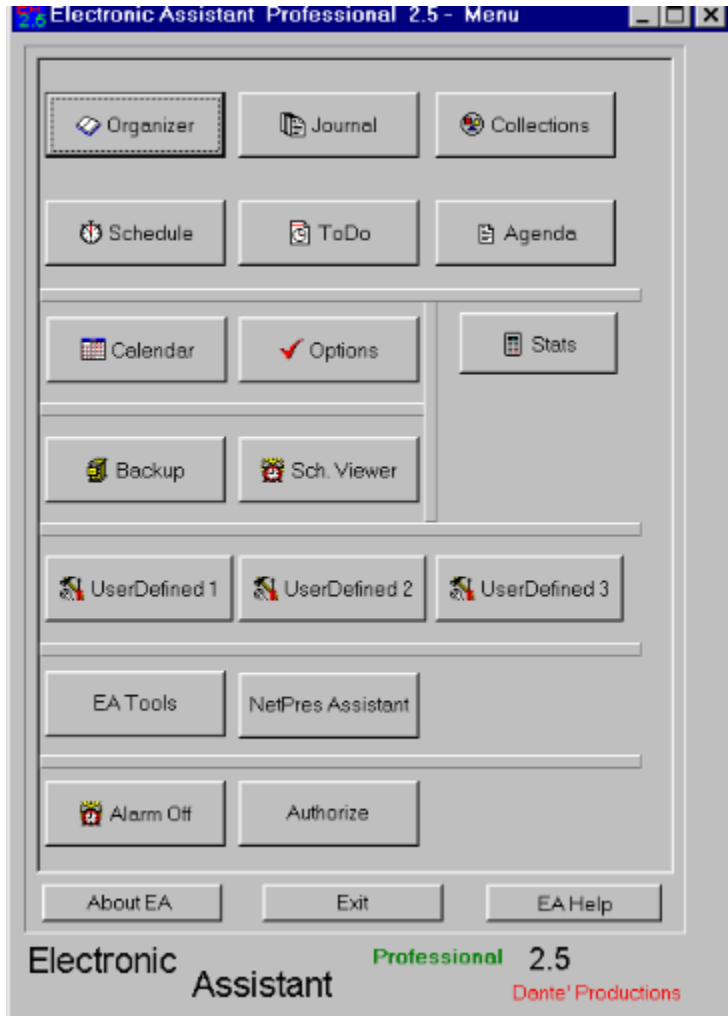 Electronic Assistant Professional 2.5 - Menu
Organizer Journal Collections
Schedule ToDo Agenda
Calendar Options Stats
Backup Sch. Viewer
UserDefined 1 UserDefined 2 UserDefined 3
EA Tools NetPres Assistant
Alarm Off Authorize
About EA Exit EA Help
Electronic Assistant Professional 2.5
Dante' Productions